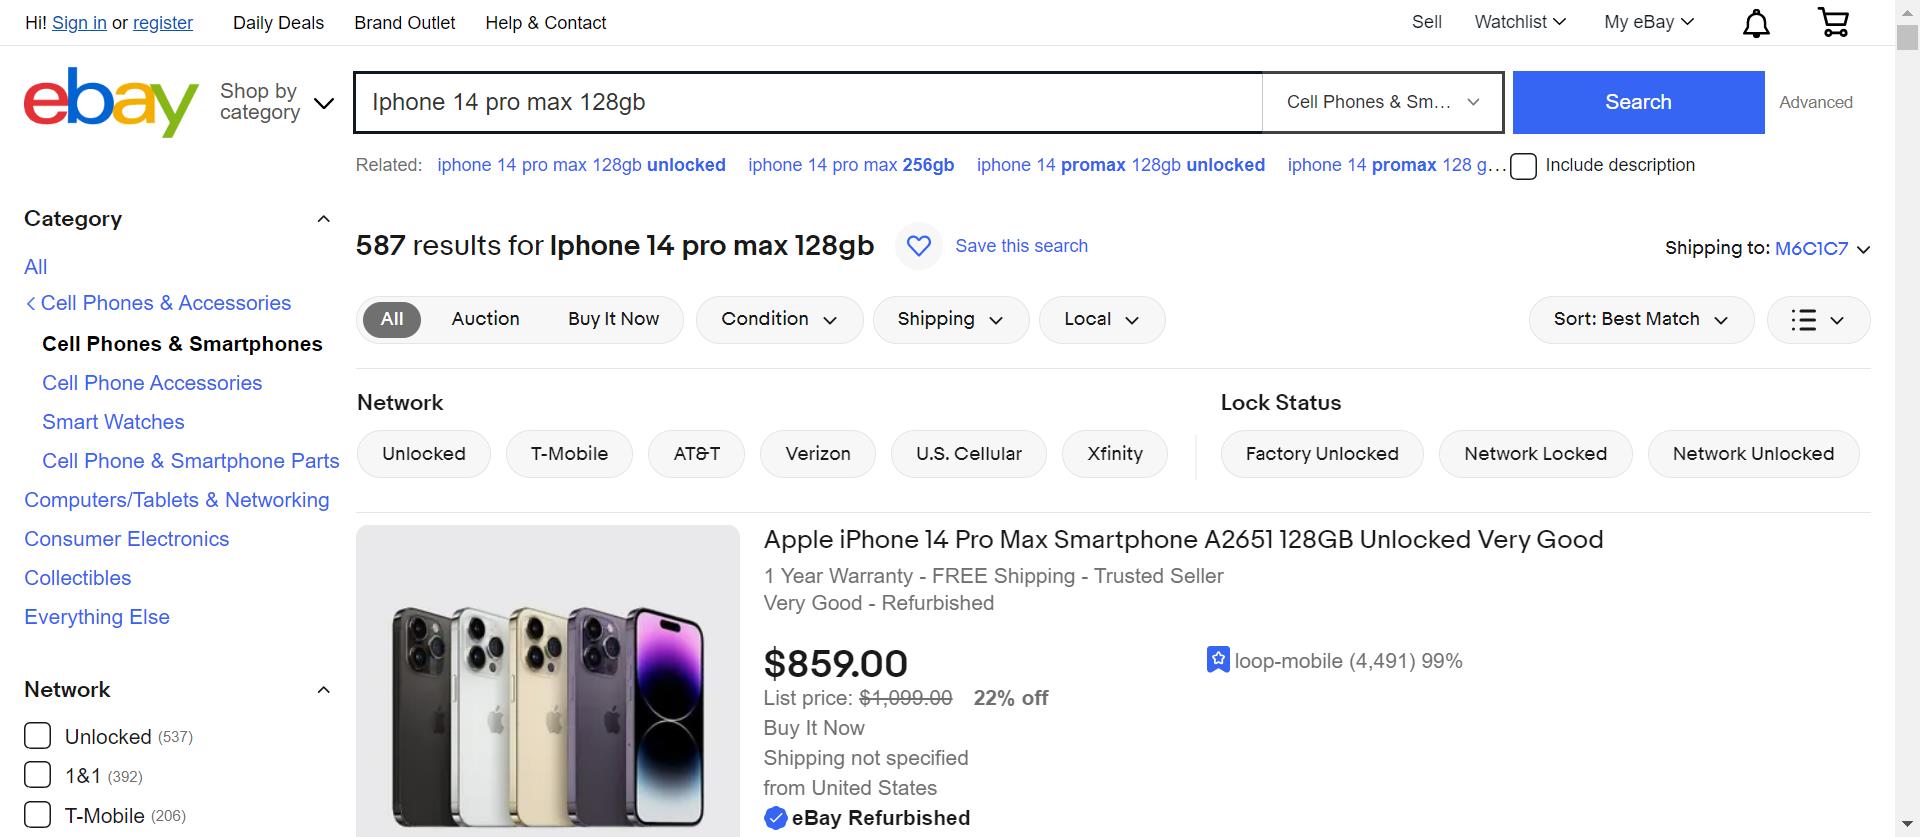 Hi! Sign in or register Daily Deals Brand Outlet Help & Contact Sell Watchlist My eBay
ebay
Shop by
category
Iphone 14 pro max 128gb Cell Phones & Sm... Search Advanced
Related: iphone 14 pro max 128gb unlocked iphone 14 pro max 256gb iphone 14 promax 128gb unlocked iphone 14 promax 128 g... Include description
Category
All
Cell Phones & Accessories
Cell Phones & Smartphones
Cell Phone Accessories
Smart Watches
Cell Phone & Smartphone Parts
Computers/Tablets & Networking
Consumer Electronics
Collectibles
Everything Else
Network
Unlocked (537)
1&1 (392)
T-Mobile (206)
587 results for Iphone 14 pro max 128gb Save this search Shipping to: M6C1C7
All Auction Buy It Now Condition Shipping Local Sort: Best Match
Network
Unlocked T-Mobile AT&T Verizon U.S. Cellular Xfinity
Lock Status
Factory Unlocked Network Locked Network Unlocked
Apple iPhone 14 Pro Max Smartphone A2651 128GB Unlocked Very Good
1 Year Warranty - FREE Shipping - Trusted Seller
Very Good - Refurbished
$859.00
List price: $1,099.00 22% off
Buy It Now
Shipping not specified
from United States
eBay Refurbished
loop-mobile (4,491) 99%